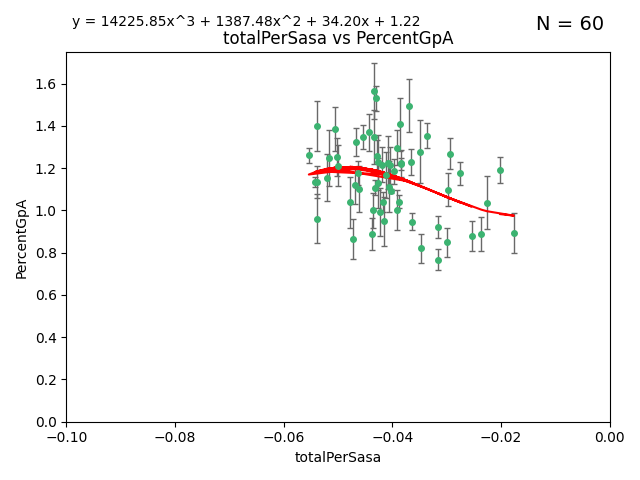 y = 14225.85x^3 + 1387.48x^2 + 34.20x + 1.22
N = 60
totalPerSasa vs PercentGpA
1.6
1.4
1.2
1.0
0.8
0.6
0.4
0.2
0.0
PercentGpA
−0.10 −0.08 −0.06 −0.04 −0.02 0.00
totalPerSasa